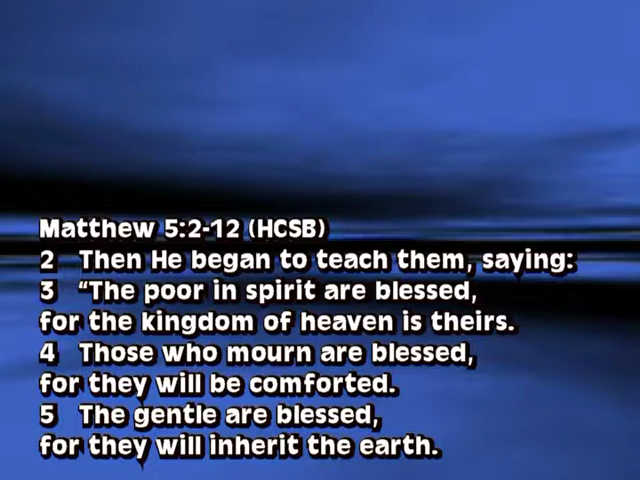 Matthew 5:2-12 (HCSB)
2 Then He began to teach them, saying:
3 “The poor in spirit are blessed,
for the kingdom of heaven is theirs.
4 Those who mourn are blessed,
for they will be comforted.
5 The gentle are blessed,
for they will inherit the earth.